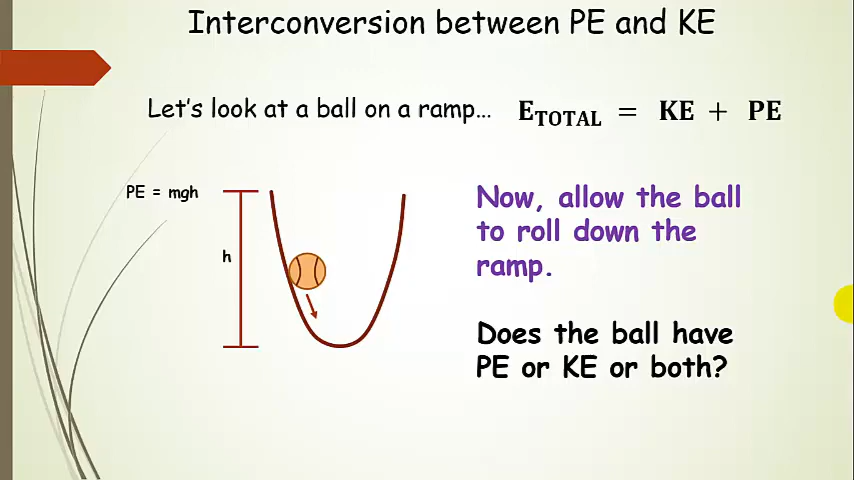 Interconversion between PE and KE
Let's look at a ball on a ramp... E_TOTAL = KE + PE
PE = mgh
h
Now, allow the ball
to roll down the
ramp.
Does the ball have
PE or KE or both?